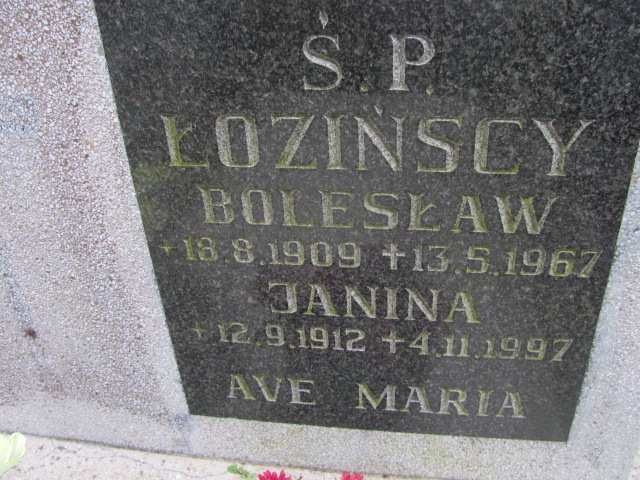 Ś.P.
ŁOZIŃSCY
BOLESŁAW
+18.8.1909 +13.5.1967
JANINA
+12.9.1912 +4.11.1997
AVE MARIA